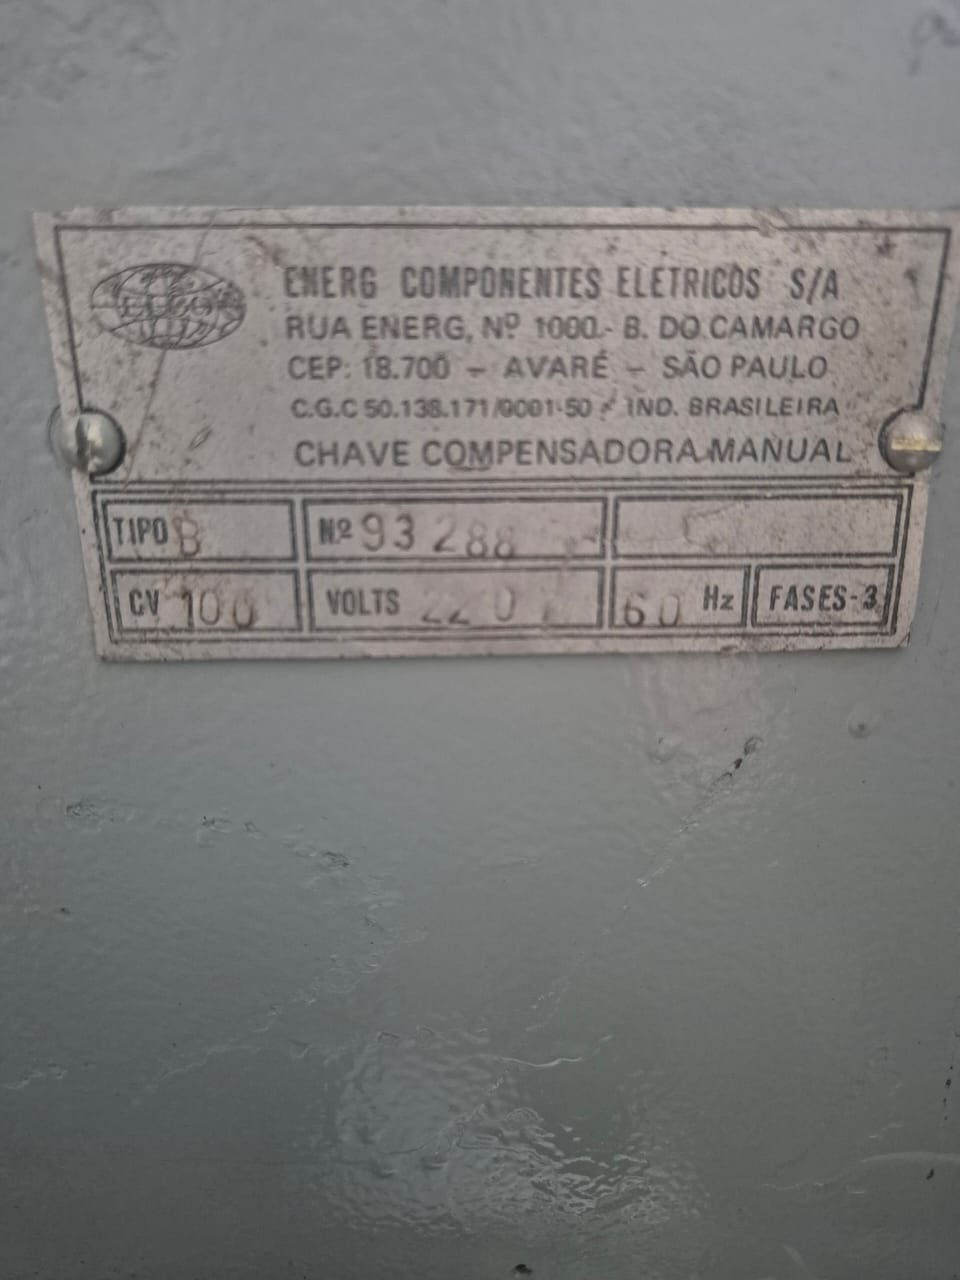 ENERG COMPONENTES ELETRICOS S/A
RUA ENERG, Nº 1000 - B. DO CAMARGO
CEP: 18.700 - AVARÉ - SÃO PAULO
C.G.C 50.138.171/0001-50 - IND. BRASILEIRA
CHAVE COMPENSADORA MANUAL
TIPO B Nº 93 288
CV 100 VOLTS 220 60 Hz FASES-3